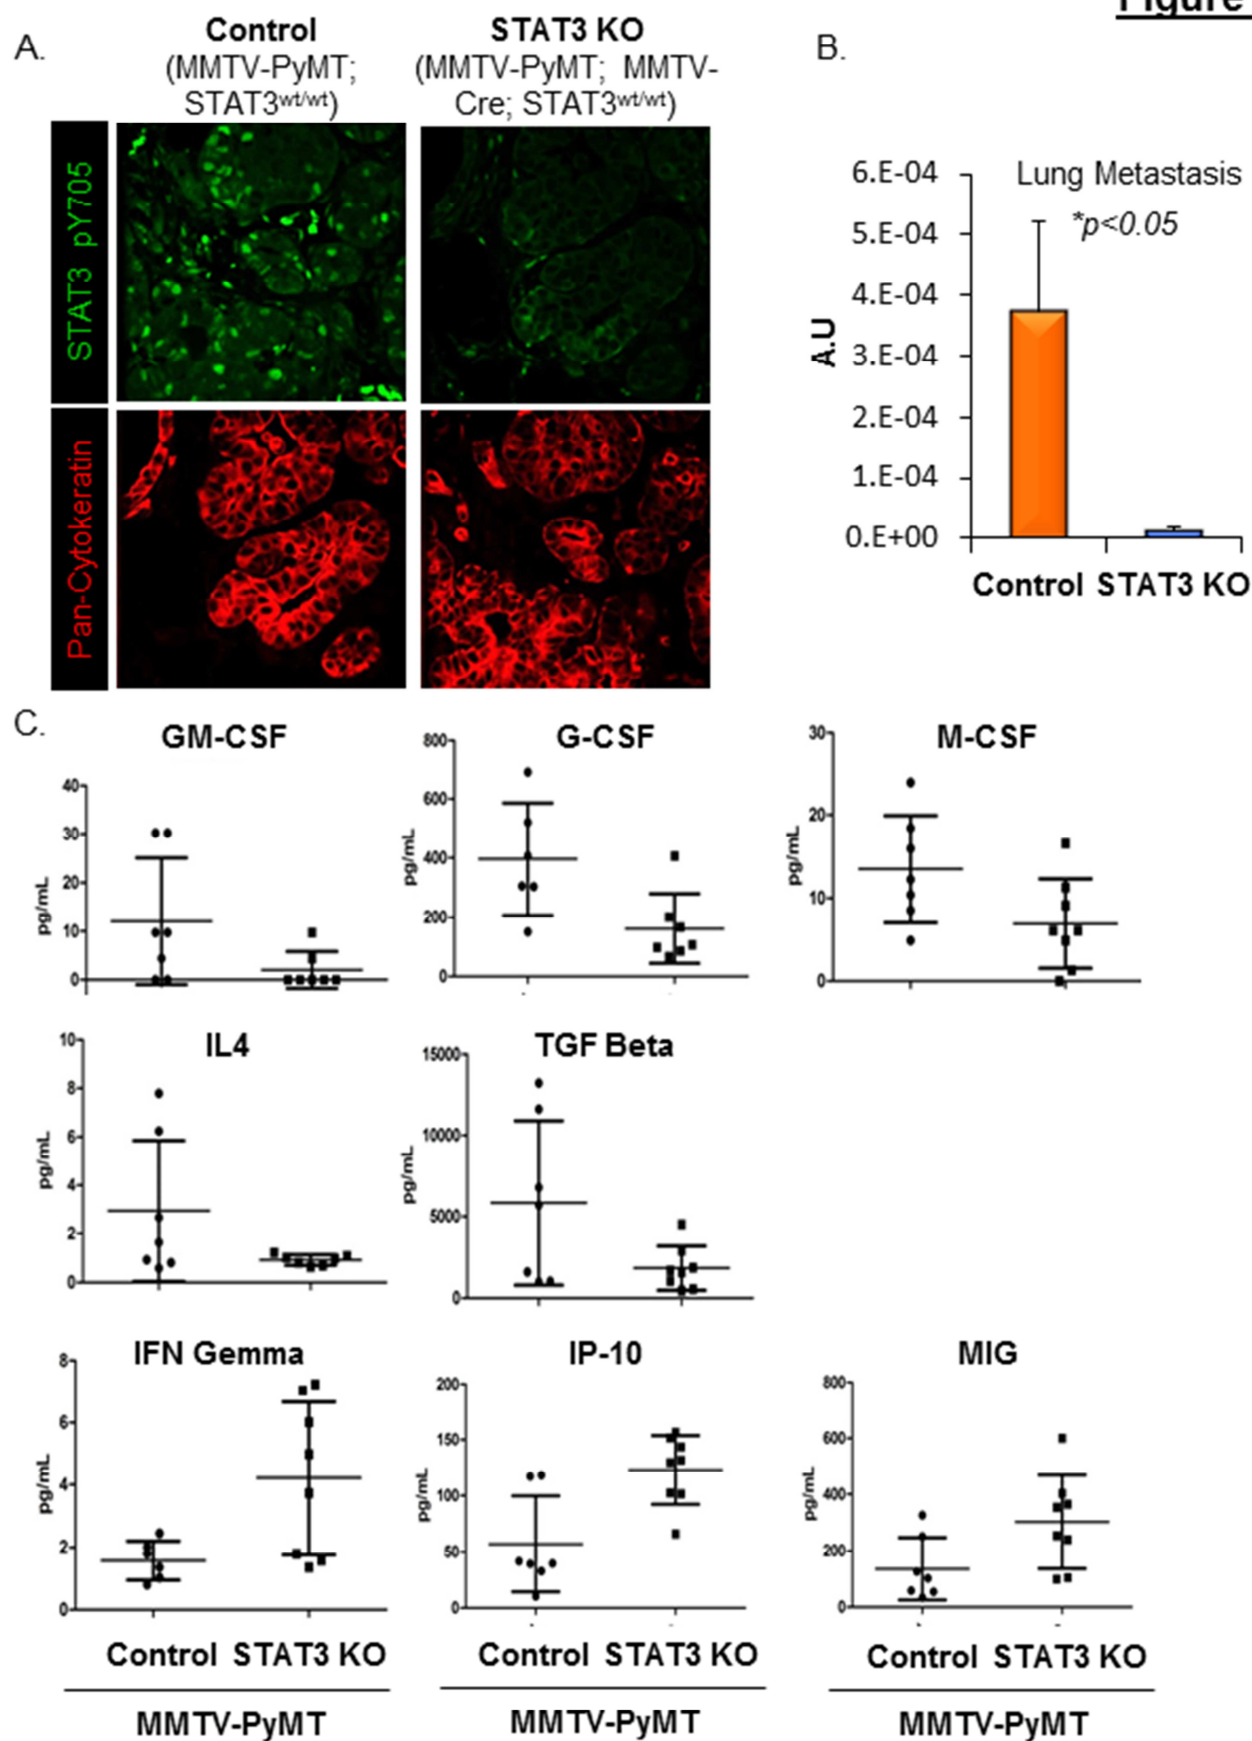 Figure
A.
Control
(MMTV-PyMT;
STAT3wt/wt)
STAT3 KO
(MMTV-PyMT; MMTV-
Cre; STAT3wt/wt)
STAT3 pY705
Pan-Cytokeratin
B.
Lung Metastasis
*p<0.05
A.U
6.E-04
5.E-04
4.E-04
3.E-04
2.E-04
1.E-04
0.E+00
Control STAT3 KO
C.
GM-CSF
pg/mL
40
30
20
10
0
G-CSF
pg/mL
800
600
400
200
0
M-CSF
pg/mL
30
20
10
0
IL4
pg/mL
10
8
6
4
2
0
TGF Beta
pg/mL
15000
10000
5000
0
IFN Gemma
pg/mL
8
6
4
2
0
Control STAT3 KO
MMTV-PyMT
IP-10
pg/mL
200
150
100
50
0
Control STAT3 KO
MMTV-PyMT
MIG
pg/mL
800
600
400
200
0
Control STAT3 KO
MMTV-PyMT